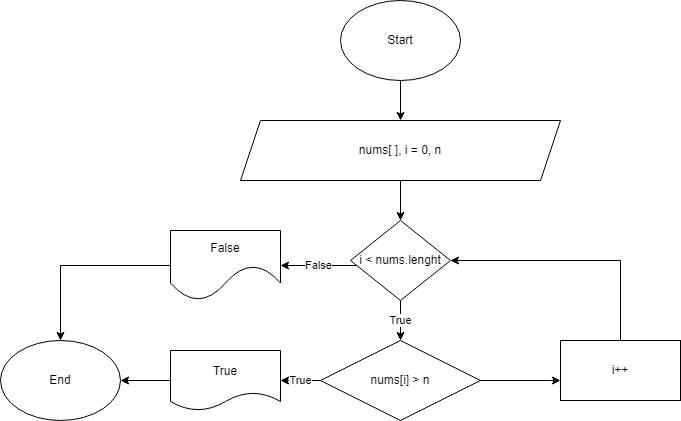 Start
nums[ ], i = 0, n
i < nums.lenght
False
False
True
nums[i] > n
True
True
End
i++